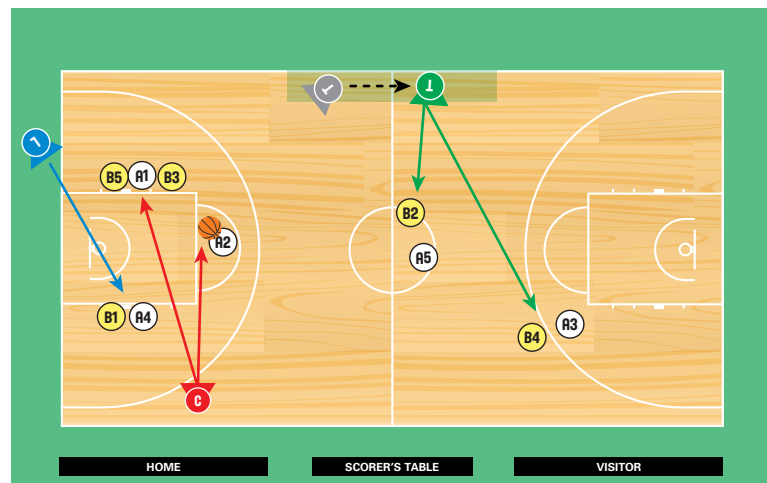 T
T
L
B5 A1 B3
B2
A2
A5
B1 A4
A3
B4
C
HOME SCORER'S TABLE VISITOR